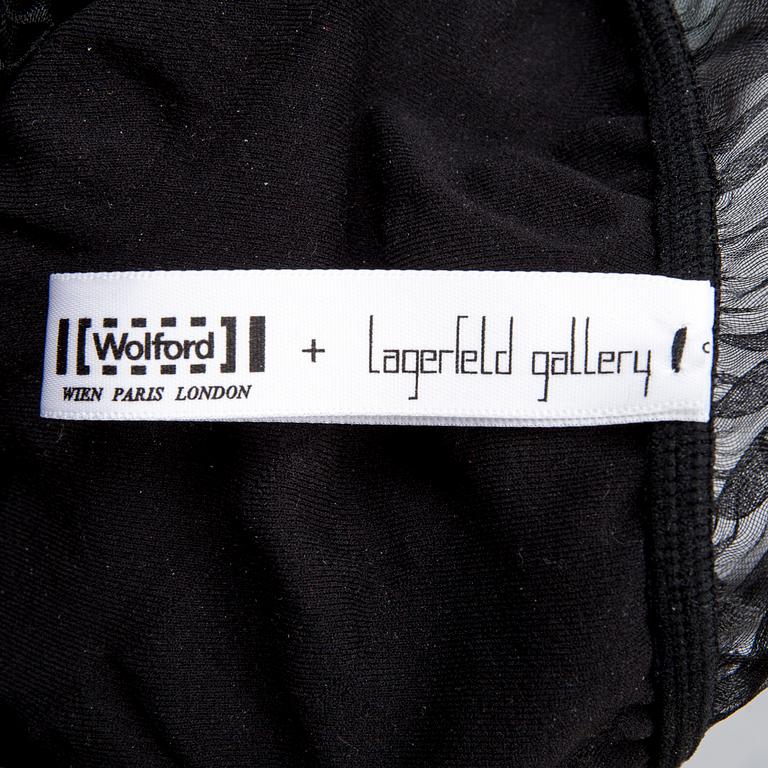 [Wolford] + lagerfeld gallery
WIEN PARIS LONDON